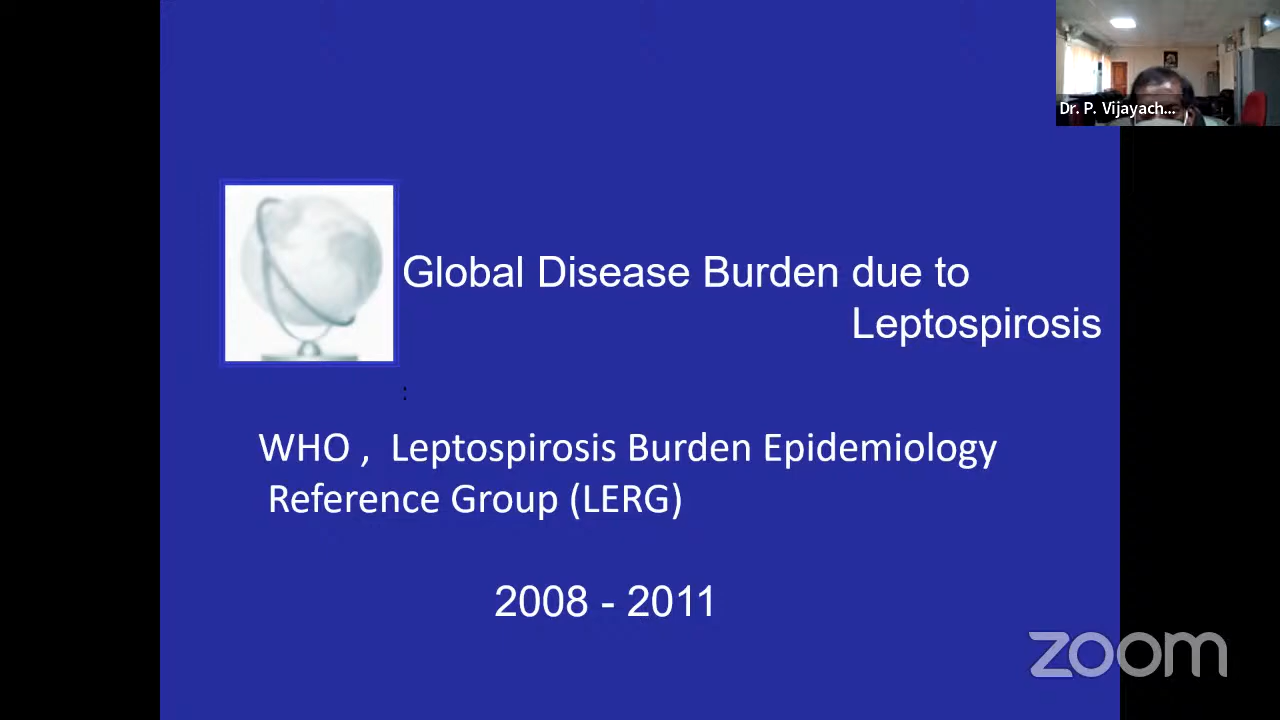 Dr. P. Vijayach...
Global Disease Burden due to
Leptospirosis
:
WHO , Leptospirosis Burden Epidemiology
Reference Group (LERG)
2008 - 2011
zoom